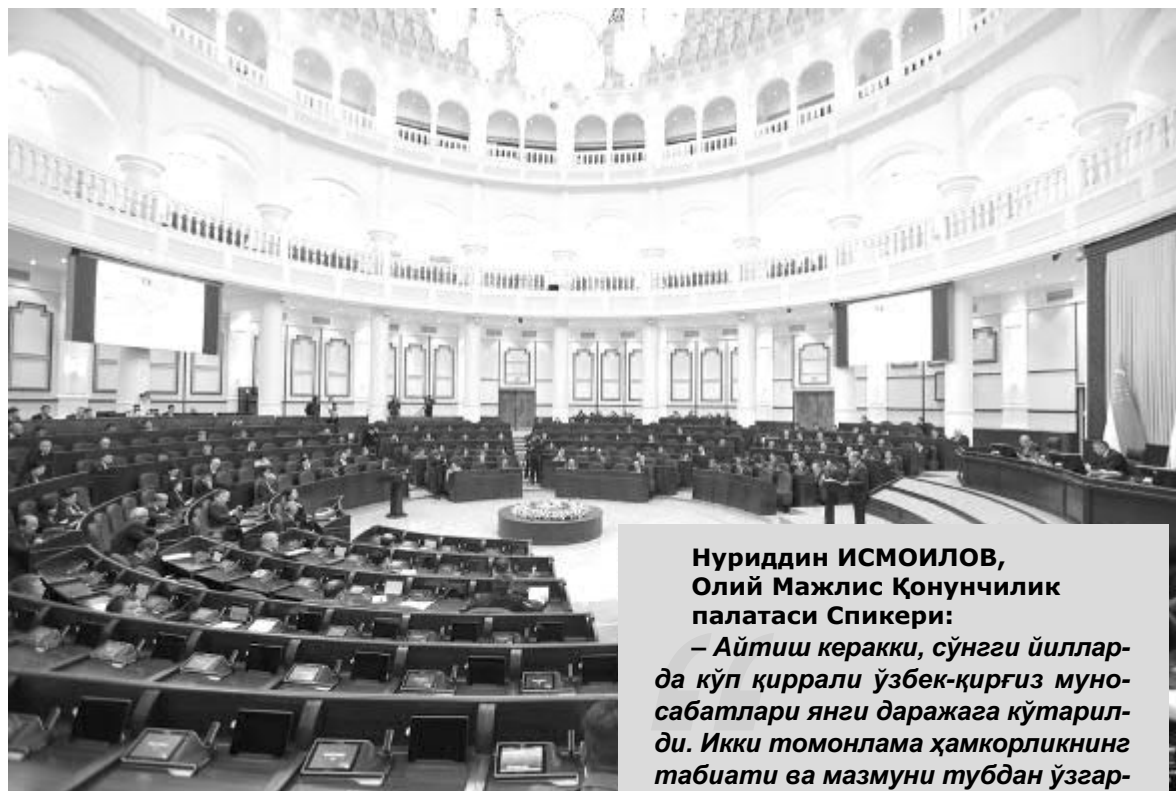 Нуриддин ИСМОИЛОВ,
Олий Мажлис Қонунчилик
палатаси Спикери:
– Айтиш керакки, сўнгги йиллар-
да кўп қиррали ўзбек-қирғиз муно-
сабатлари янги даражага кўтарил-
ди. Икки томонлама ҳамкорликнинг
табиати ва мазмуни тубдан ўзгар-